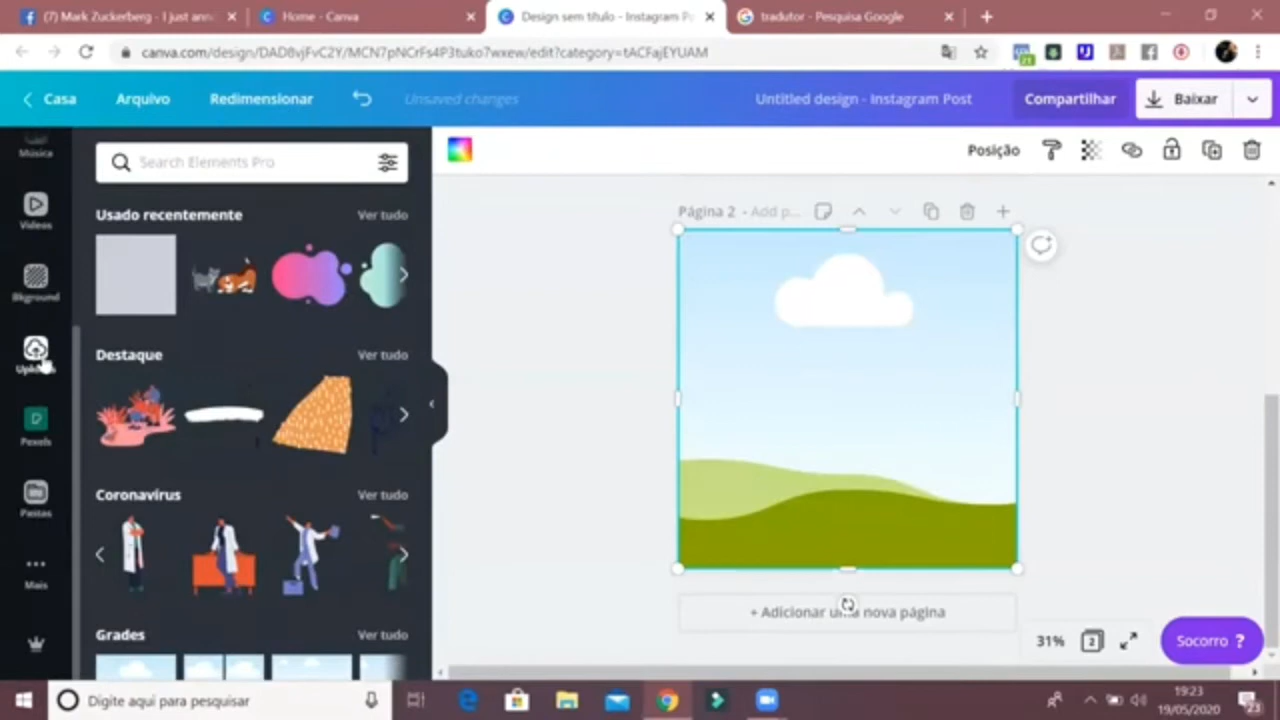 (7) Mark Zuckerberg - I just ann
Home - Canva
Design sem título - Instagram Po
tradutor - Pesquisa Google
canva.com/design/DAD8vjFvC2Y/MCN7pNCrFs4P3tuko7wxew/edit?category=tACFajEYUAM
21
Casa
Arquivo
Redimensionar
Unsaved changes
Untitled design - Instagram Post
Compartilhar
Baixar
Música
Vídeos
Bkground
Uploads
Pexels
Pastas
Mais
Search Elements Pro
Usado recentemente
Ver tudo
Destaque
Ver tudo
Coronavírus
Ver tudo
Grades
Ver tudo
Posição
Página 2 - Add p...
+ Adicionar uma nova página
31%
2
Socorro ?
Digite aqui para pesquisar
19:23
19/05/2020
23